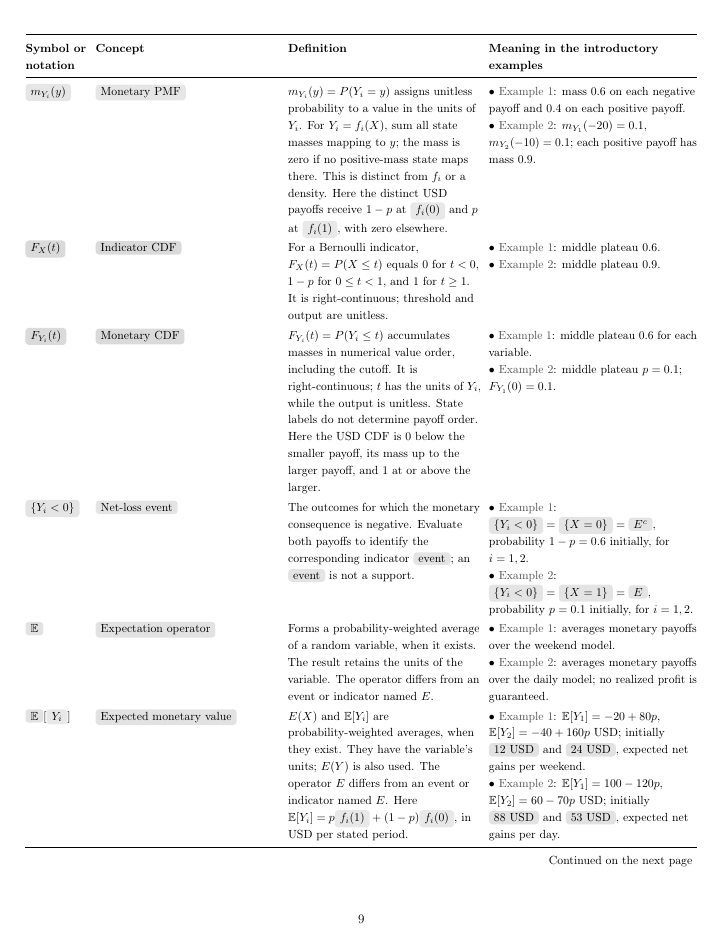 Symbol or notation | Concept | Definition | Meaning in the introductory examples
m_{Y_i}(y) | Monetary PMF
m_{Y_i}(y) = P(Y_i = y) assigns unitless
probability to a value in the units of
Y_i. For Y_i = f_i(X), sum all state
masses mapping to y; the mass is
zero if no positive-mass state maps
there. This is distinct from f_i or a
density. Here the distinct USD
payoffs receive 1 − p at f_i(0) and p
at f_i(1), with zero elsewhere.
• Example 1: mass 0.6 on each negative
payoff and 0.4 on each positive payoff.
• Example 2: m_{Y_1}(−20) = 0.1,
m_{Y_2}(−10) = 0.1; each positive payoff has
mass 0.9.
F_X(t) | Indicator CDF
For a Bernoulli indicator,
F_X(t) = P(X ≤ t) equals 0 for t < 0,
1 − p for 0 ≤ t < 1, and 1 for t ≥ 1.
It is right-continuous; threshold and
output are unitless.
• Example 1: middle plateau 0.6.
• Example 2: middle plateau 0.9.
F_{Y_i}(t) | Monetary CDF
F_{Y_i}(t) = P(Y_i ≤ t) accumulates
masses in numerical value order,
including the cutoff. It is
right-continuous; t has the units of Y_i,
while the output is unitless. State
labels do not determine payoff order.
Here the USD CDF is 0 below the
smaller payoff, its mass up to the
larger payoff, and 1 at or above the
larger.
• Example 1: middle plateau 0.6 for each
variable.
• Example 2: middle plateau p = 0.1;
F_{Y_1}(0) = 0.1.
{Y_i < 0} | Net-loss event
The outcomes for which the monetary
consequence is negative. Evaluate
both payoffs to identify the
corresponding indicator event; an
event is not a support.
• Example 1:
{Y_i < 0} = {X = 0} = E^c,
probability 1 − p = 0.6 initially, for
i = 1, 2.
• Example 2:
{Y_i < 0} = {X = 1} = E,
probability p = 0.1 initially, for i = 1, 2.
𝔼 | Expectation operator
Forms a probability-weighted average
of a random variable, when it exists.
The result retains the units of the
variable. The operator differs from an
event or indicator named E.
• Example 1: averages monetary payoffs
over the weekend model.
• Example 2: averages monetary payoffs
over the daily model; no realized profit is
guaranteed.
𝔼 [ Y_i ] | Expected monetary value
E(X) and 𝔼[Y_i] are
probability-weighted averages, when
they exist. They have the variable's
units; E(Y) is also used. The
operator E differs from an event or
indicator named E. Here
𝔼[Y_i] = p f_i(1) + (1 − p) f_i(0), in
USD per stated period.
• Example 1: 𝔼[Y_1] = −20 + 80p,
𝔼[Y_2] = −40 + 160p USD; initially
12 USD and 24 USD, expected net
gains per weekend.
• Example 2: 𝔼[Y_1] = 100 − 120p,
𝔼[Y_2] = 60 − 70p USD; initially
88 USD and 53 USD, expected net
gains per day.
Continued on the next page
9